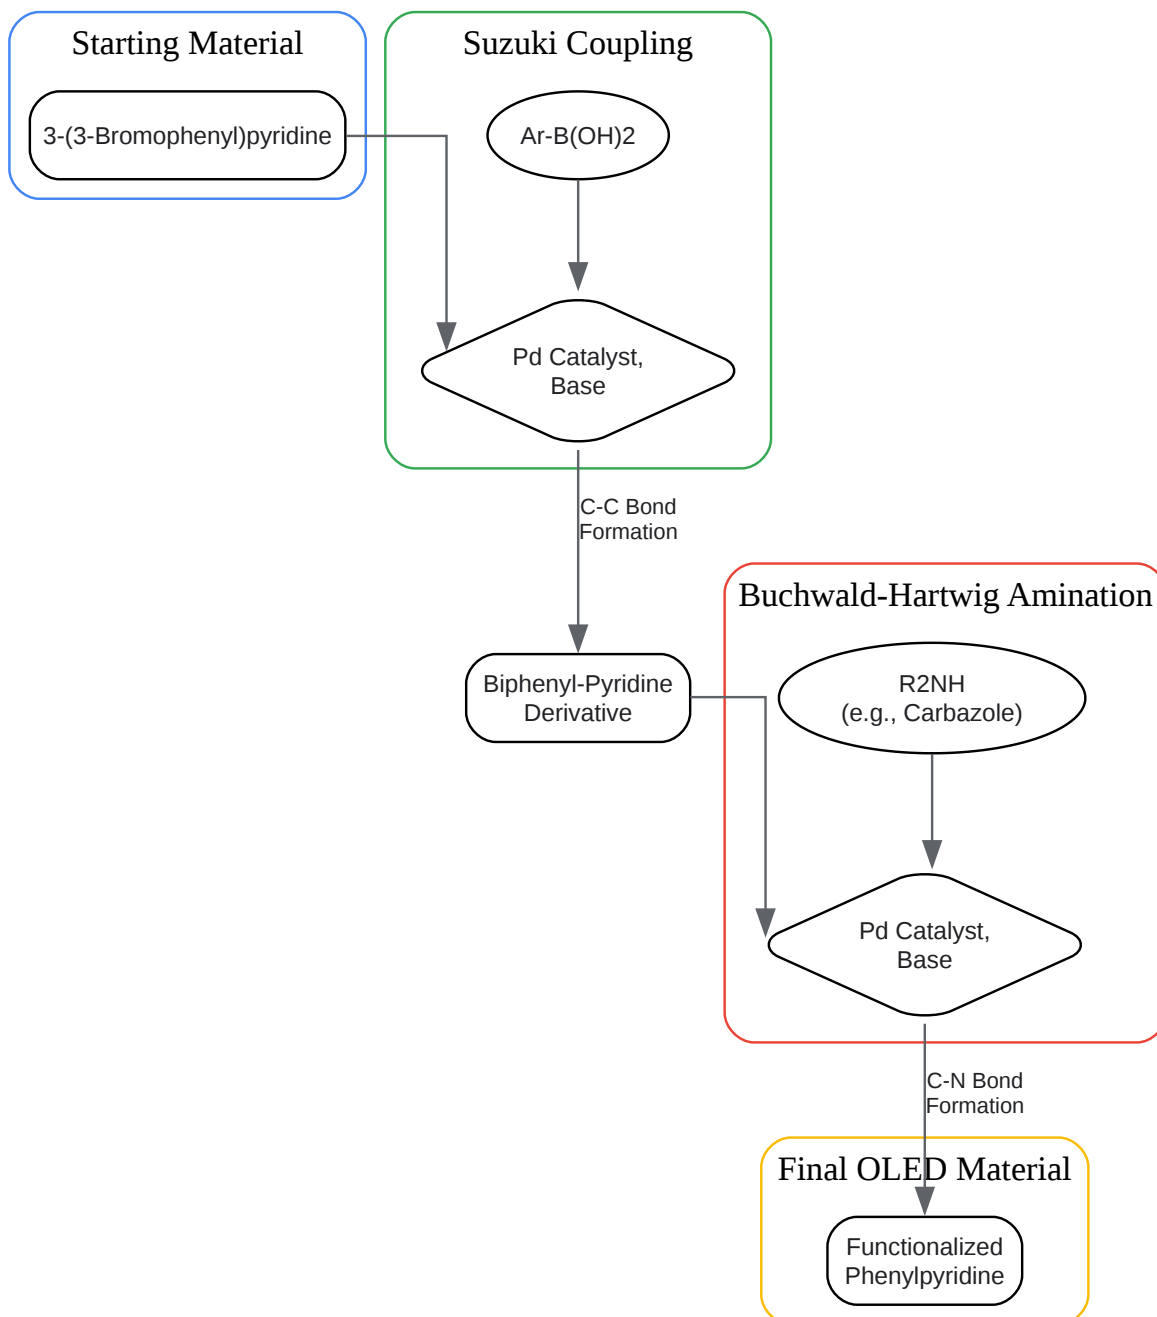 Starting Material
3-(3-Bromophenyl)pyridine
Suzuki Coupling
Ar-B(OH)2
Pd Catalyst,
Base
C-C Bond
Formation
Biphenyl-Pyridine
Derivative
Buchwald-Hartwig Amination
R2NH
(e.g., Carbazole)
Pd Catalyst,
Base
C-N Bond
Formation
Final OLED Material
Functionalized
Phenylpyridine